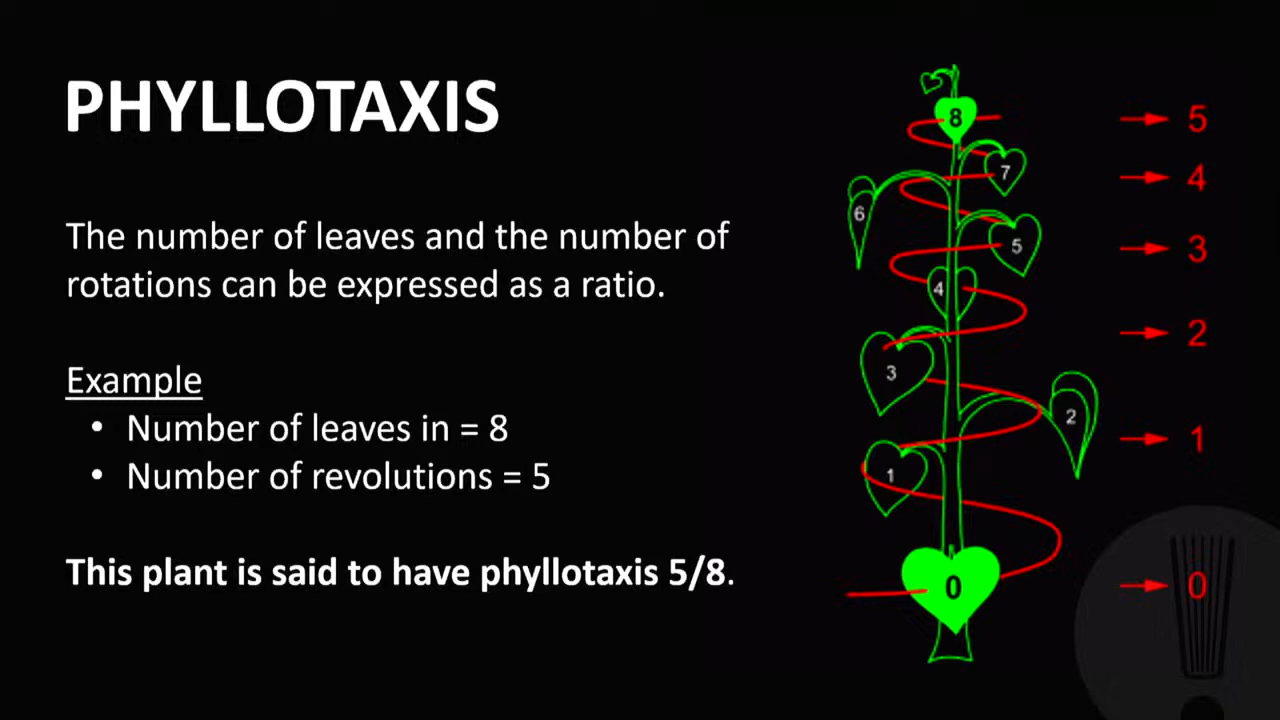 PHYLLOTAXIS
The number of leaves and the number of
rotations can be expressed as a ratio.
Example
• Number of leaves in = 8
• Number of revolutions = 5
This plant is said to have phyllotaxis 5/8.
8
7
6
5
4
3
2
1
0
5
4
3
2
1
0